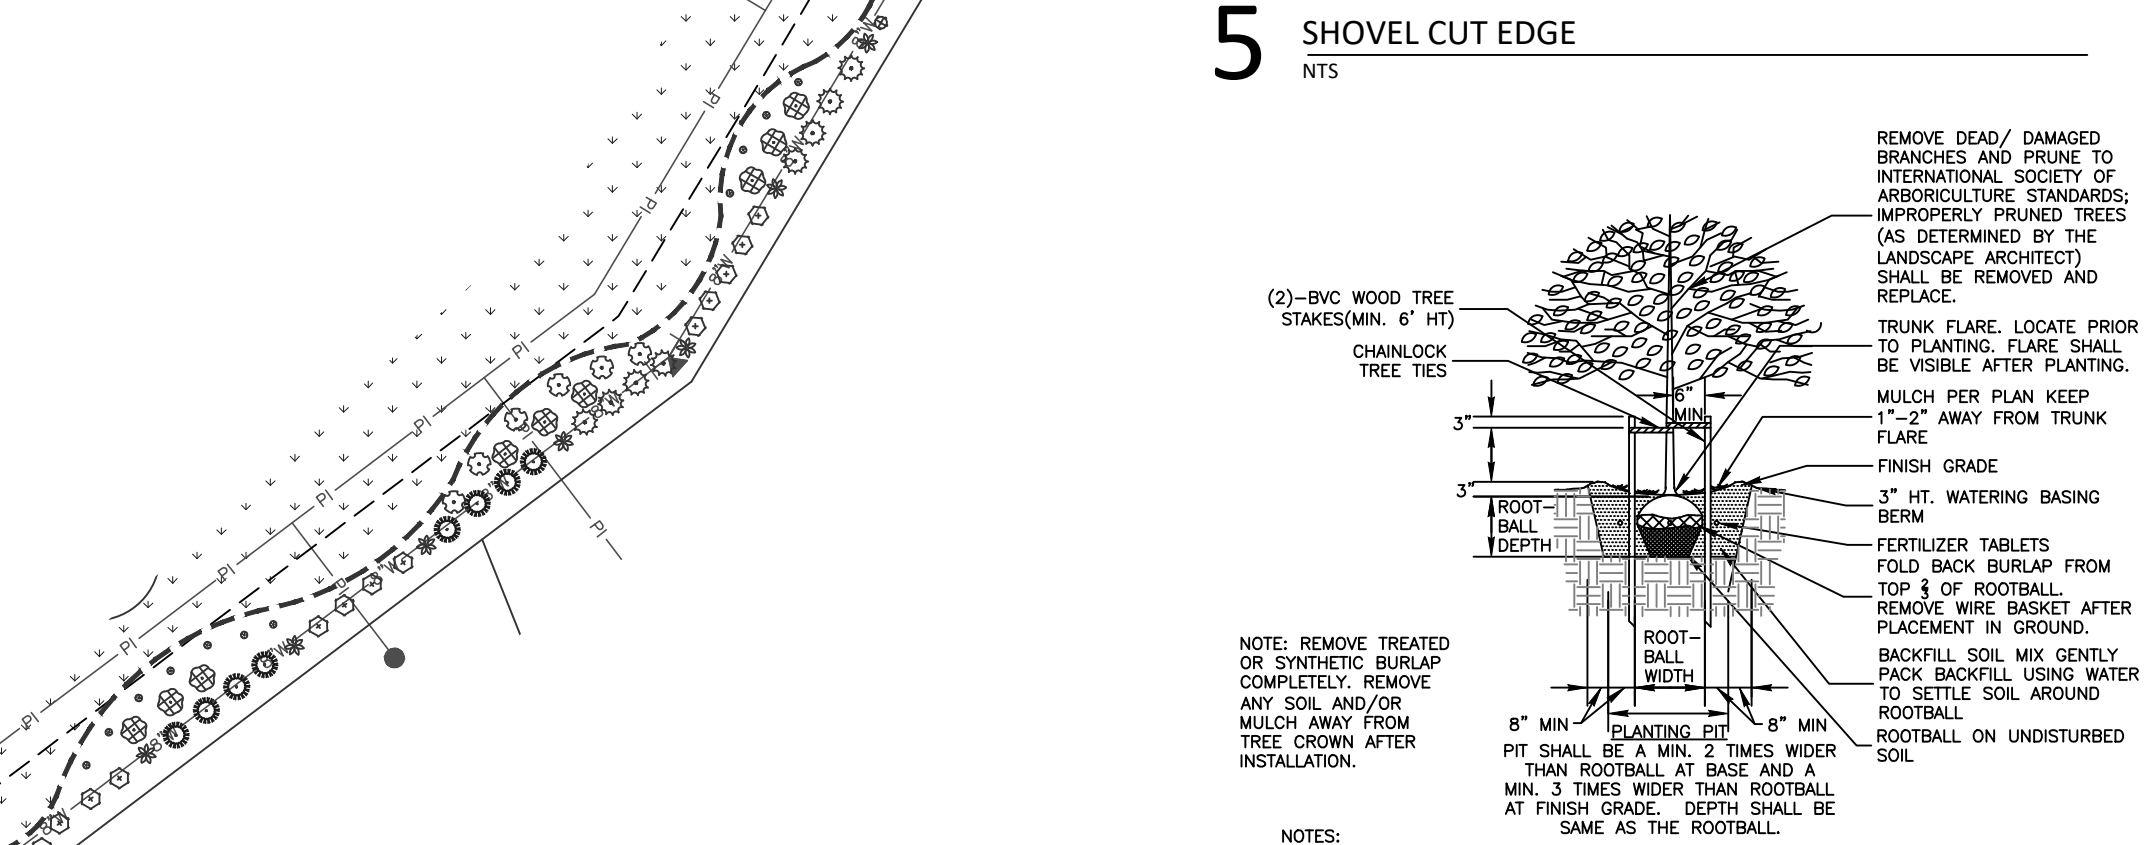 5
SHOVEL CUT EDGE
NTS
REMOVE DEAD/ DAMAGED
BRANCHES AND PRUNE TO
INTERNATIONAL SOCIETY OF
ARBORICULTURE STANDARDS;
IMPROPERLY PRUNED TREES
(AS DETERMINED BY THE
LANDSCAPE ARCHITECT)
SHALL BE REMOVED AND
REPLACE.
(2)-BVC WOOD TREE
STAKES(MIN. 6' HT)
CHAINLOCK
TREE TIES
TRUNK FLARE. LOCATE PRIOR
TO PLANTING. FLARE SHALL
BE VISIBLE AFTER PLANTING.
6"
MIN
MULCH PER PLAN KEEP
1"-2" AWAY FROM TRUNK
FLARE
3"
FINISH GRADE
3"
3" HT. WATERING BASING
BERM
ROOT-
BALL
DEPTH
FERTILIZER TABLETS
FOLD BACK BURLAP FROM
TOP 2/3 OF ROOTBALL.
REMOVE WIRE BASKET AFTER
PLACEMENT IN GROUND.
BACKFILL SOIL MIX GENTLY
PACK BACKFILL USING WATER
TO SETTLE SOIL AROUND
ROOTBALL
ROOTBALL ON UNDISTURBED
SOIL
ROOT-
BALL
WIDTH
8" MIN
8" MIN
PLANTING PIT
PIT SHALL BE A MIN. 2 TIMES WIDER
THAN ROOTBALL AT BASE AND A
MIN. 3 TIMES WIDER THAN ROOTBALL
AT FINISH GRADE. DEPTH SHALL BE
SAME AS THE ROOTBALL.
NOTE: REMOVE TREATED
OR SYNTHETIC BURLAP
COMPLETELY. REMOVE
ANY SOIL AND/OR
MULCH AWAY FROM
TREE CROWN AFTER
INSTALLATION.
NOTES:
PI
PI
PI
PI
PI
PI
PI
PI
PI
8"W
8"W
8"W
8"W
8"W
8"W
8"W